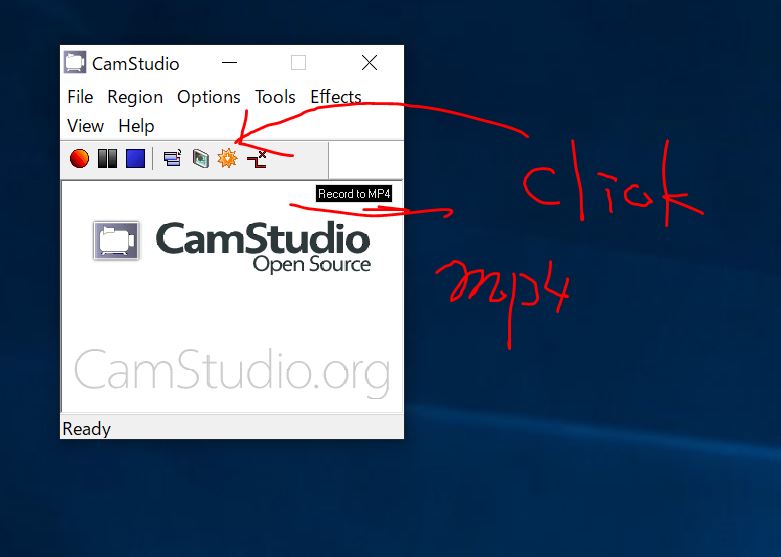 CamStudio
File Region Options Tools Effects
View Help
Record to MP4
CamStudio
Open Source
click
mp4
CamStudio.org
Ready